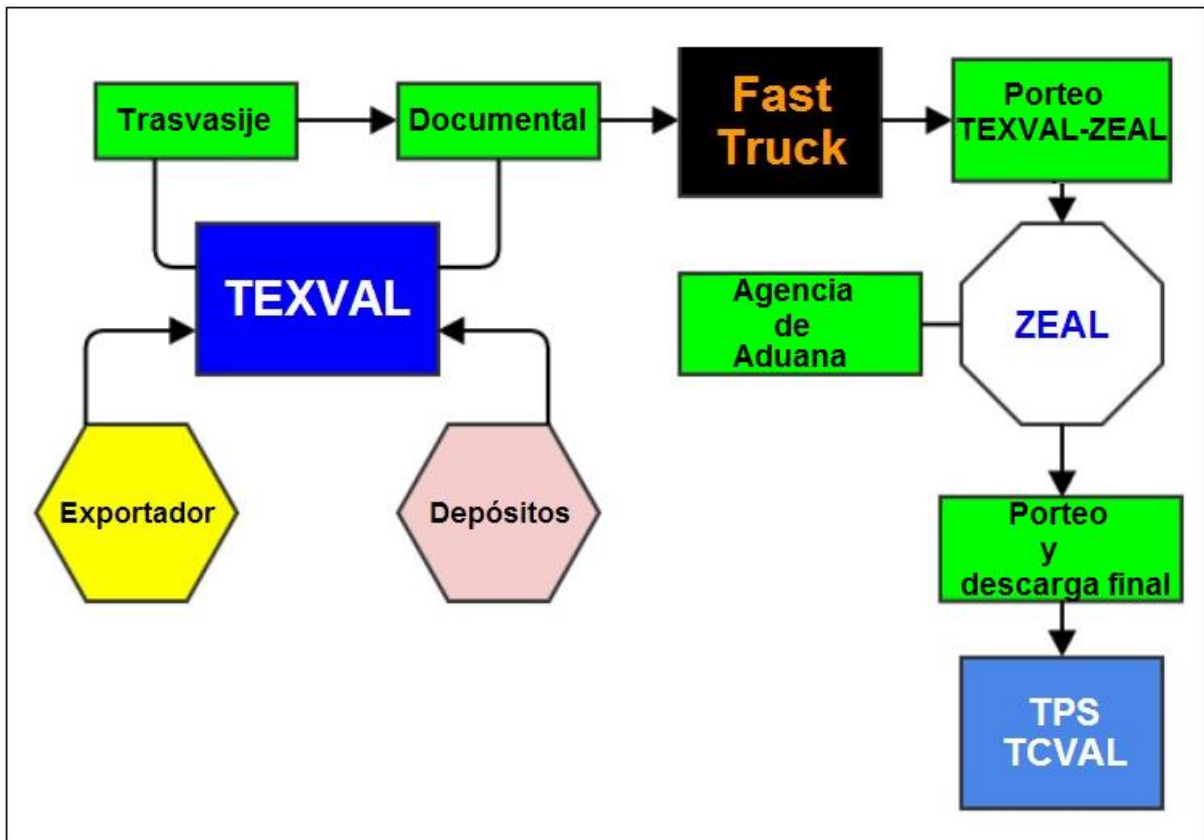 Trasvasije
Documental
Fast
Truck
Porteo
TEXVAL-ZEAL
TEXVAL
Agencia
de
Aduana
ZEAL
Exportador
Depósitos
Porteo
y
descarga final
TPS
TCVAL